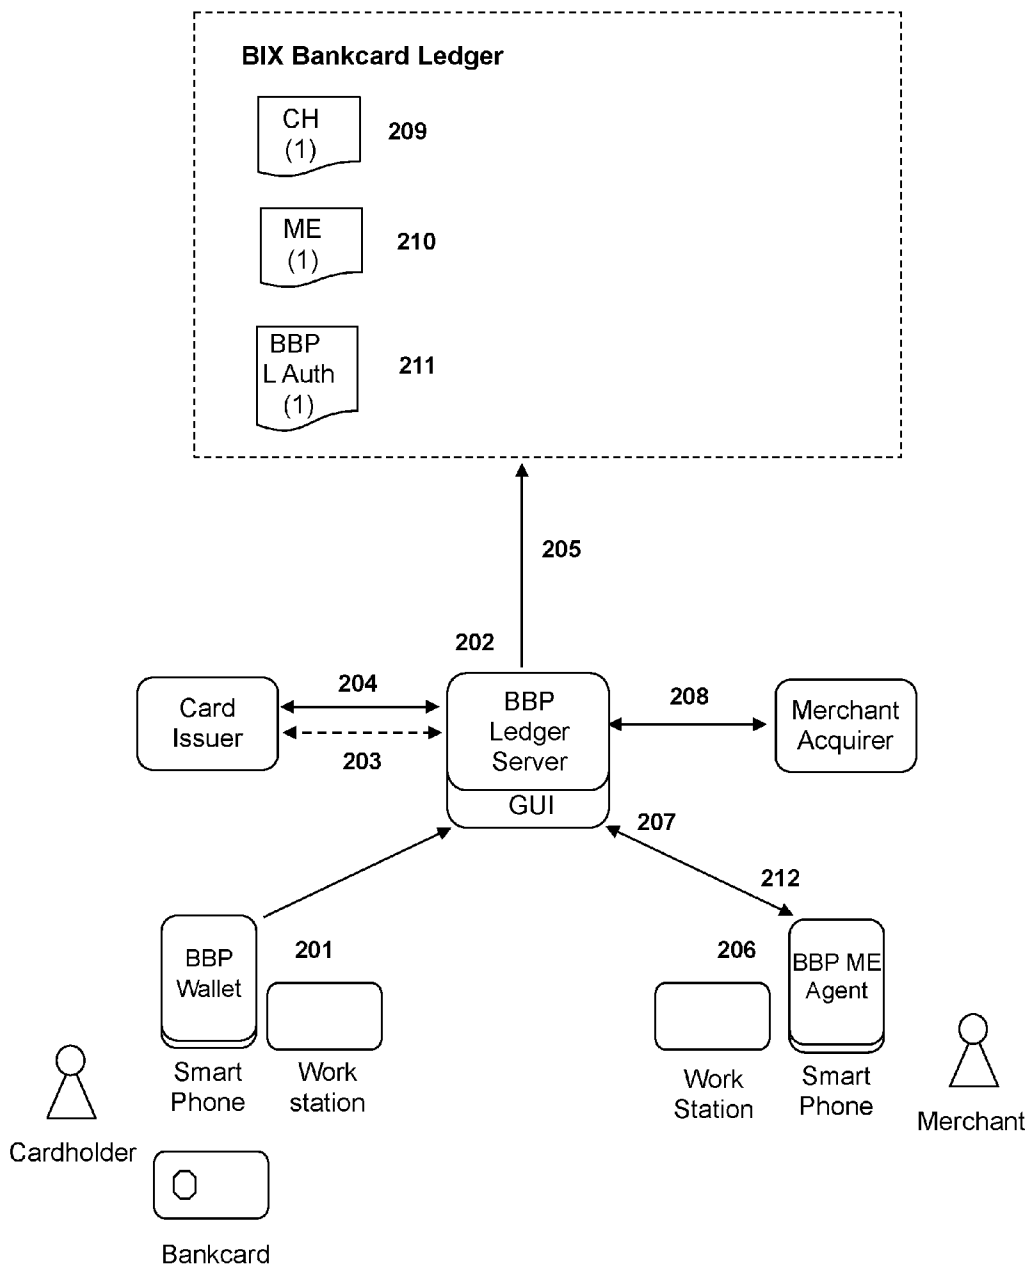 BIX Bankcard Ledger
CH
(1)
209
ME
(1)
210
BBP
L Auth
(1)
211
205
202
Card
Issuer
204
203
BBP
Ledger
Server
GUI
208
Merchant
Acquirer
207
212
BBP
Wallet
201
206
BBP ME
Agent
Smart
Phone
Work
station
Work
Station
Smart
Phone
Cardholder
Merchant
Bankcard